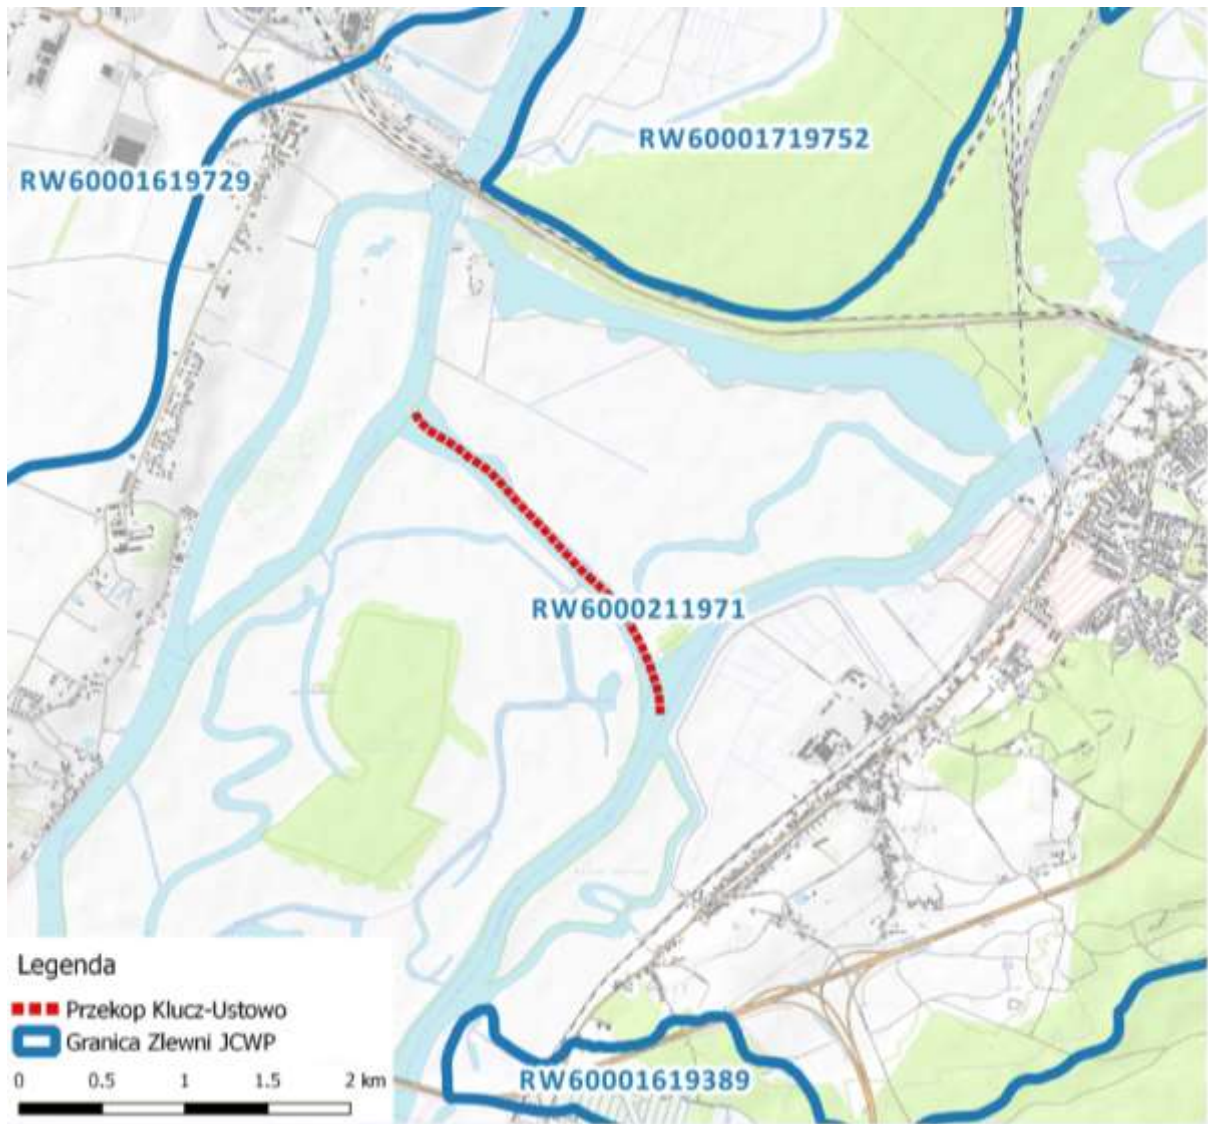 RW60001719752
RW60001619729
RW6000211971
Legenda
Przekop Klucz-Ustowo
Granica Zlewni JCWP
0 0.5 1 1.5 2 km
RW60001619389